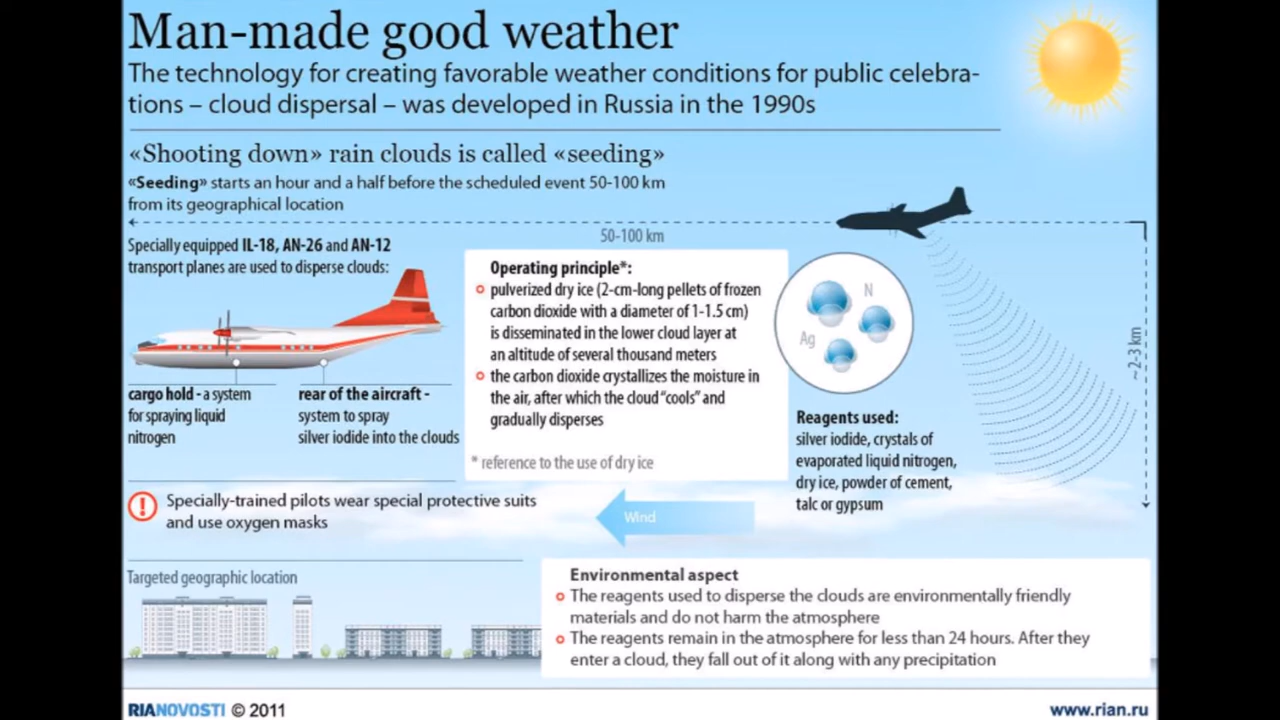 Man-made good weather
The technology for creating favorable weather conditions for public celebra-
tions – cloud dispersal – was developed in Russia in the 1990s
«Shooting down» rain clouds is called «seeding»
«Seeding» starts an hour and a half before the scheduled event 50-100 km
from its geographical location
50-100 km
Specially equipped IL-18, AN-26 and AN-12
transport planes are used to disperse clouds:
cargo hold - a system
for spraying liquid
nitrogen
rear of the aircraft -
system to spray
silver iodide into the clouds
Operating principle*:
pulverized dry ice (2-cm-long pellets of frozen
carbon dioxide with a diameter of 1-1.5 cm)
is disseminated in the lower cloud layer at
an altitude of several thousand meters
the carbon dioxide crystallizes the moisture in
the air, after which the cloud "cools" and
gradually disperses
* reference to the use of dry ice
N
Ag
~2-3 km
Reagents used:
silver iodide, crystals of
evaporated liquid nitrogen,
dry ice, powder of cement,
talc or gypsum
! Specially-trained pilots wear special protective suits
and use oxygen masks
Wind
Targeted geographic location
Environmental aspect
The reagents used to disperse the clouds are environmentally friendly
materials and do not harm the atmosphere
The reagents remain in the atmosphere for less than 24 hours. After they
enter a cloud, they fall out of it along with any precipitation
RIANOVOSTI © 2011
www.rian.ru